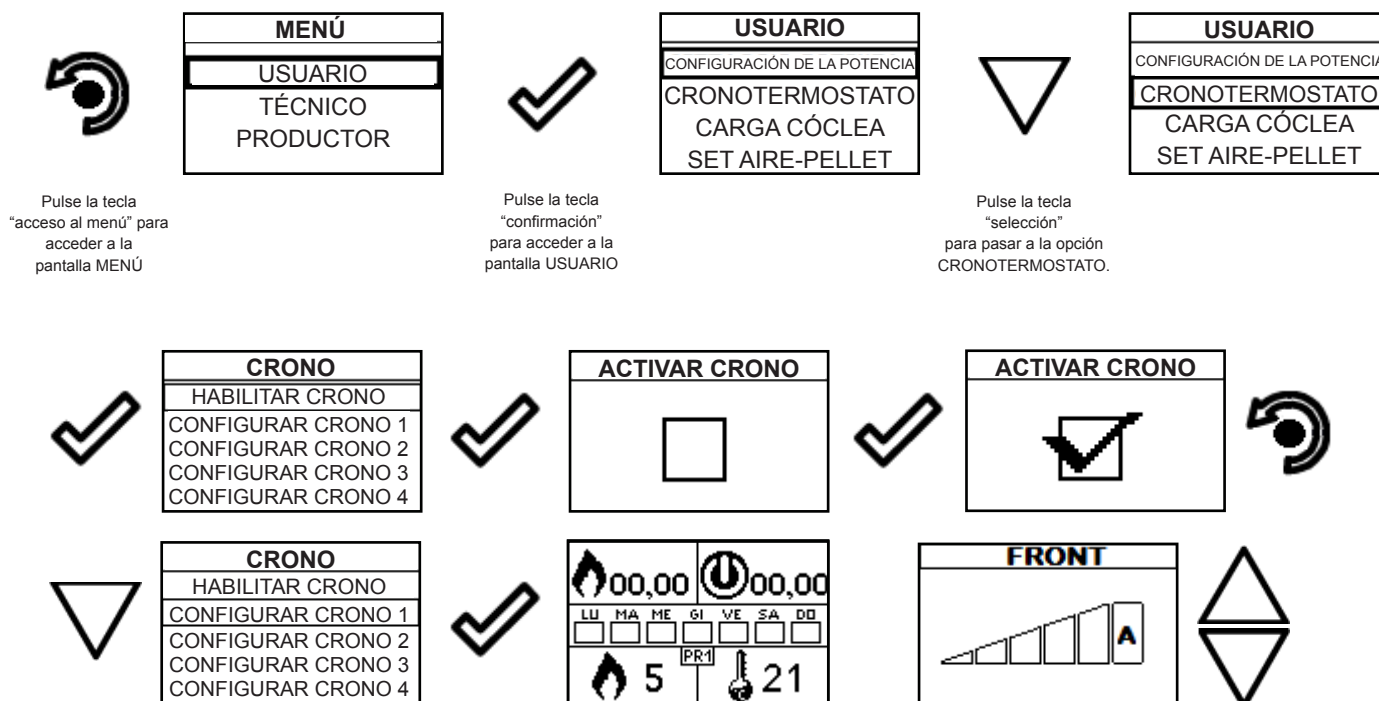 MENÚ
USUARIO
TÉCNICO
PRODUCTOR
USUARIO
CONFIGURACIÓN DE LA POTENCIA
CRONOTERMOSTATO
CARGA CÓCLEA
SET AIRE-PELLET
USUARIO
CONFIGURACIÓN DE LA POTENCIA
CRONOTERMOSTATO
CARGA CÓCLEA
SET AIRE-PELLET
Pulse la tecla
“acceso al menú” para
acceder a la
pantalla MENÚ
Pulse la tecla
“confirmación”
para acceder a la
pantalla USUARIO
Pulse la tecla
“selección”
para pasar a la opción
CRONOTERMOSTATO.
CRONO
HABILITAR CRONO
CONFIGURAR CRONO 1
CONFIGURAR CRONO 2
CONFIGURAR CRONO 3
CONFIGURAR CRONO 4
ACTIVAR CRONO
ACTIVAR CRONO
CRONO
HABILITAR CRONO
CONFIGURAR CRONO 1
CONFIGURAR CRONO 2
CONFIGURAR CRONO 3
CONFIGURAR CRONO 4
00,00 00,00
LU MA ME GI VE SA DO
PR1
5 21
FRONT
A